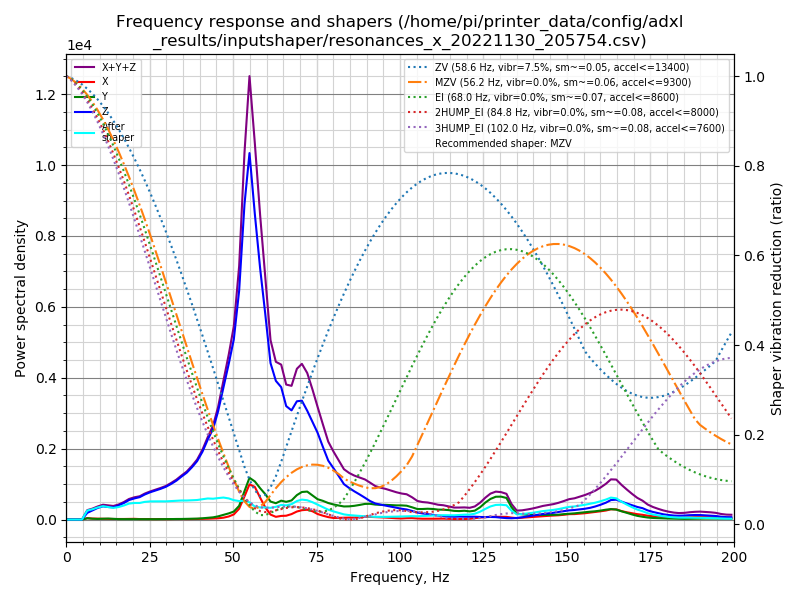 Frequency response and shapers (/home/pi/printer_data/config/adxl
_results/inputshaper/resonances_x_20221130_205754.csv)
1e4
X+Y+Z
X
Y
Z
After
shaper
ZV (58.6 Hz, vibr=7.5%, sm~=0.05, accel<=13400)
MZV (56.2 Hz, vibr=0.0%, sm~=0.06, accel<=9300)
EI (68.0 Hz, vibr=0.0%, sm~=0.07, accel<=8600)
2HUMP_EI (84.8 Hz, vibr=0.0%, sm~=0.08, accel<=8000)
3HUMP_EI (102.0 Hz, vibr=0.0%, sm~=0.08, accel<=7600)
Recommended shaper: MZV
Power spectral density
1.2
1.0
0.8
0.6
0.4
0.2
0.0
1.0
0.8
0.6
0.4
0.2
0.0
Shaper vibration reduction (ratio)
0 25 50 75 100 125 150 175 200
Frequency, Hz